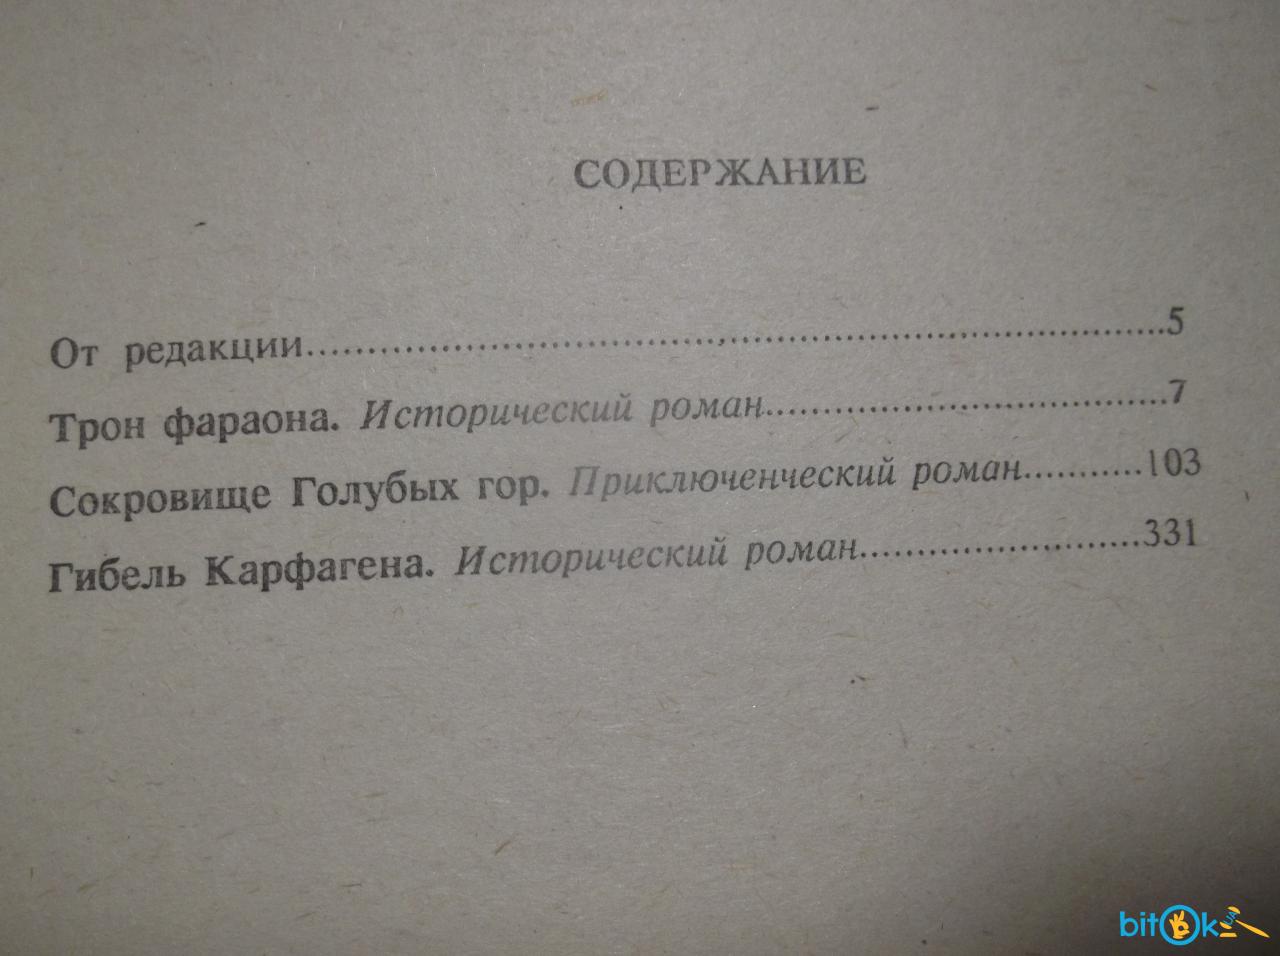 СОДЕРЖАНИЕ
От редакции.......................................................................5
Трон фараона. Исторический роман..................................7
Сокровище Голубых гор. Приключенческий роман...........103
Гибель Карфагена. Исторический роман........................331
bitOk UA